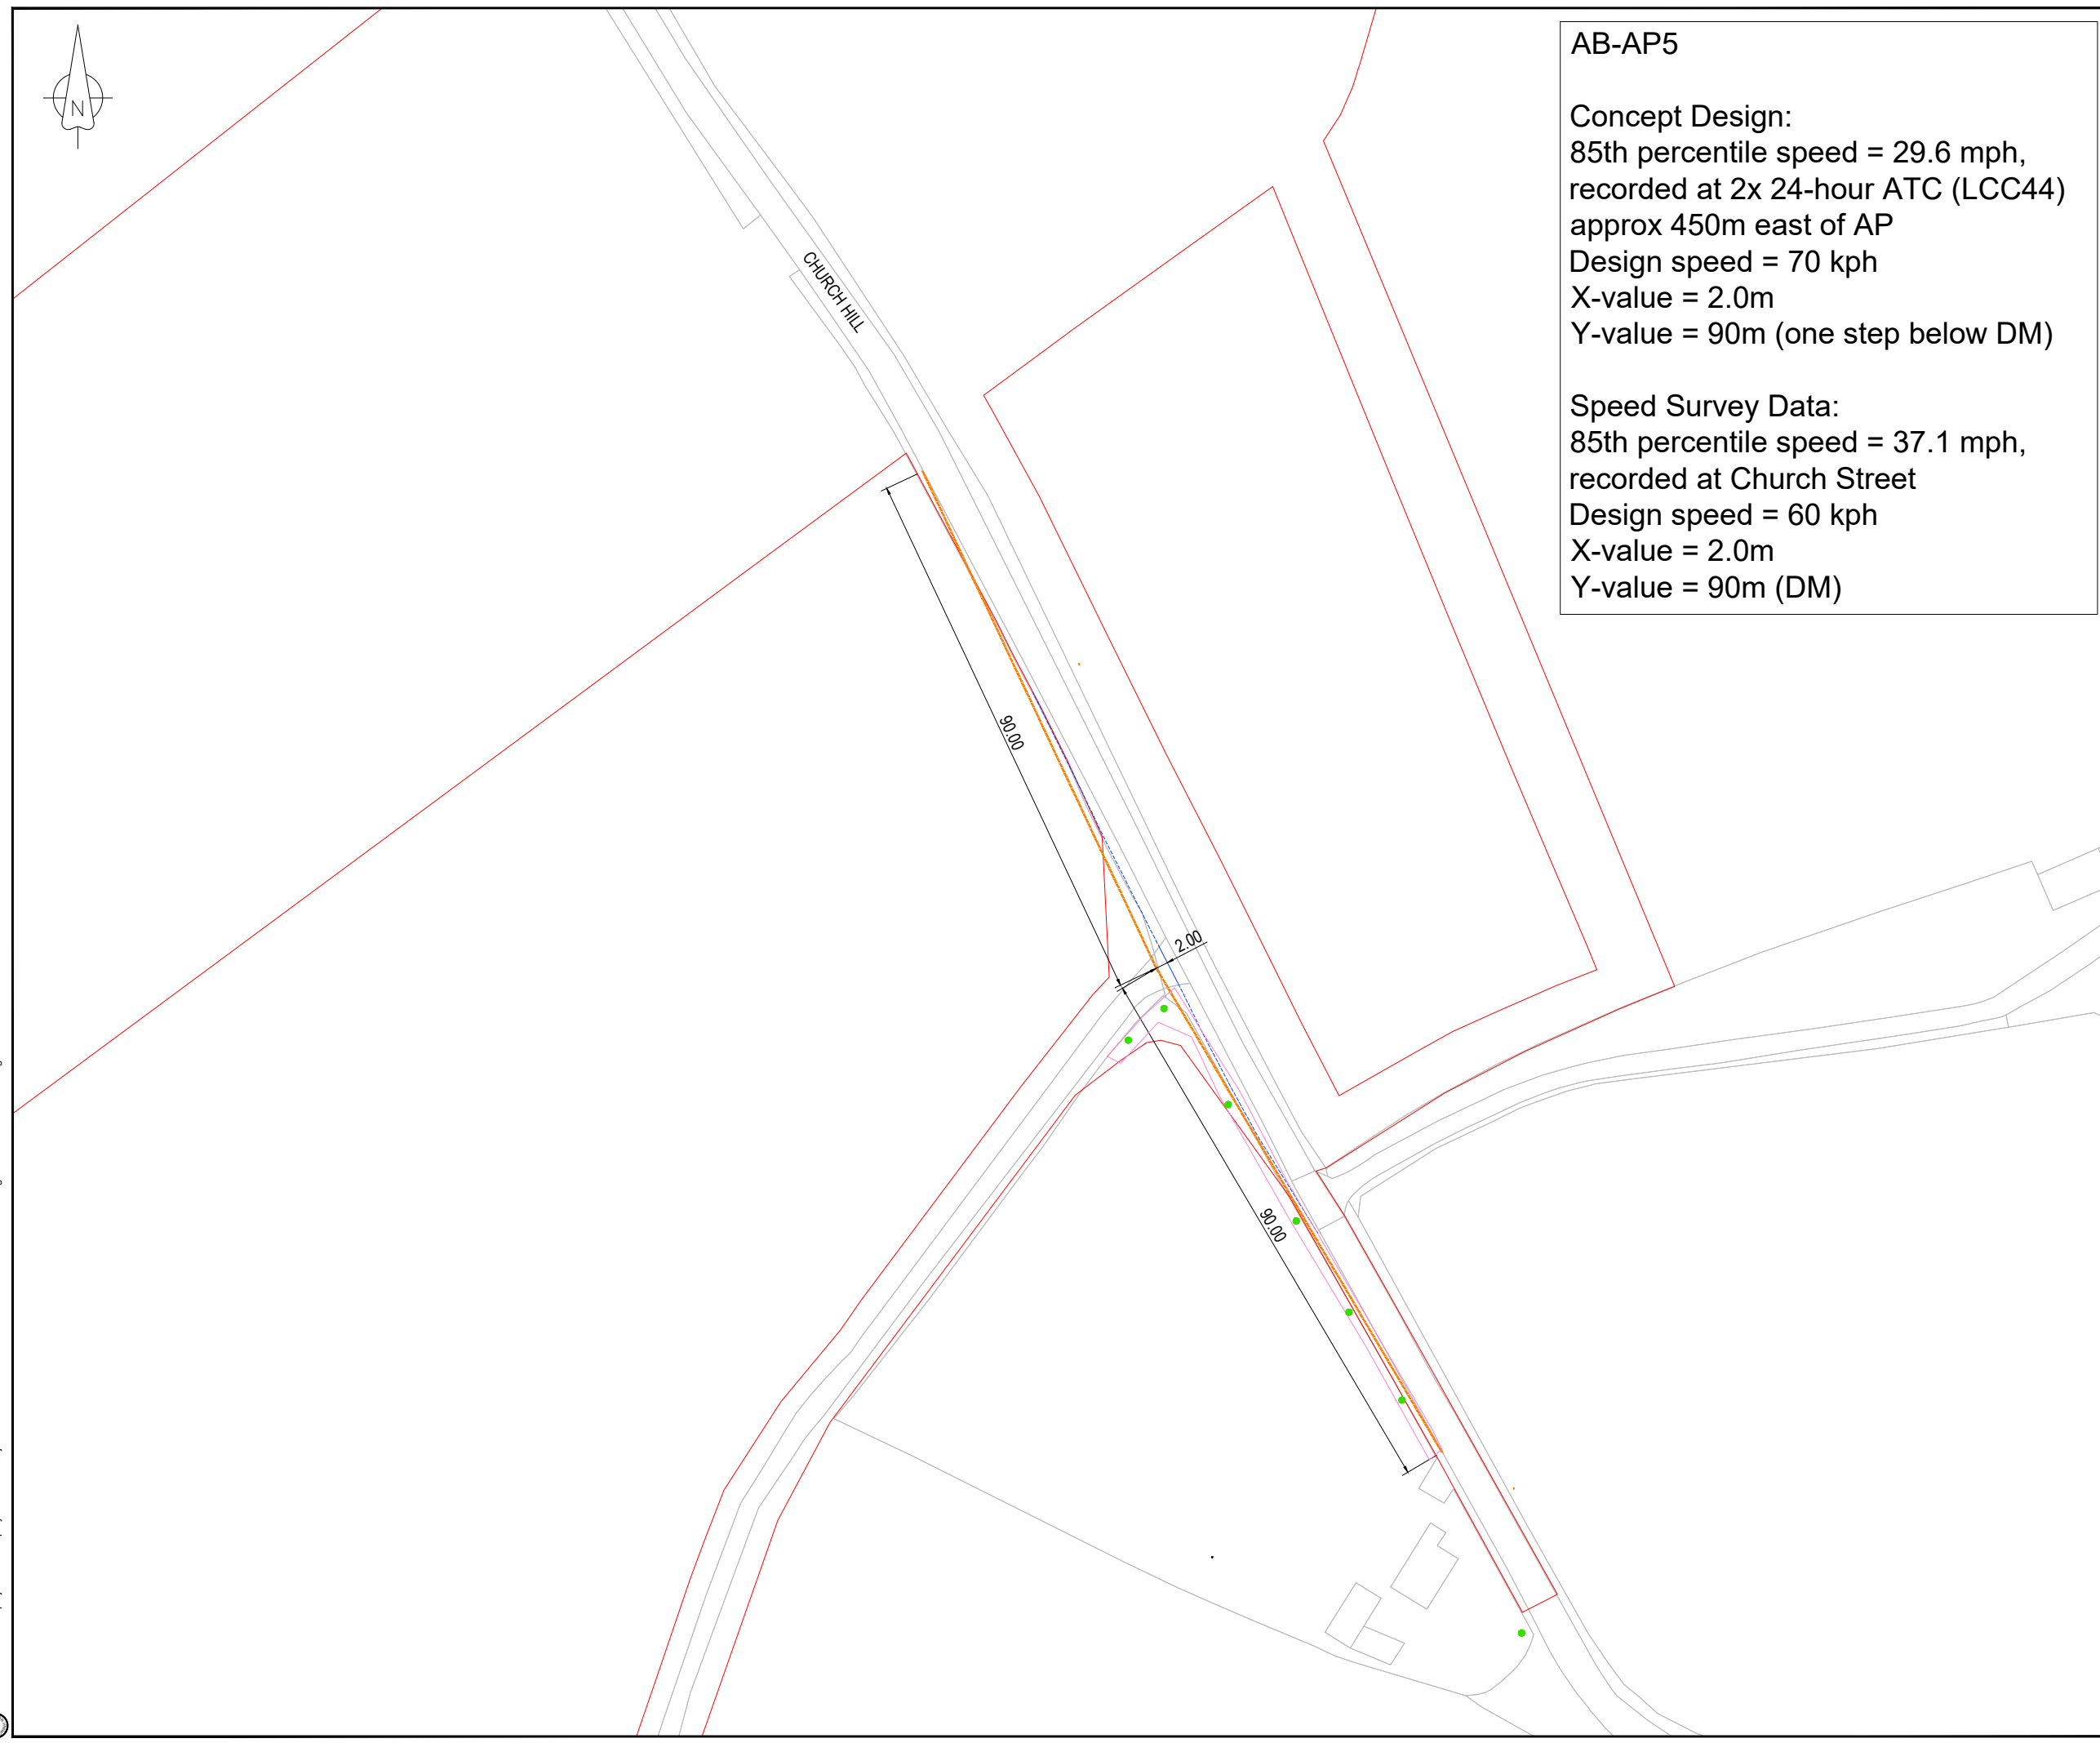 N
AB-AP5
Concept Design:
85th percentile speed = 29.6 mph,
recorded at 2x 24-hour ATC (LCC44)
approx 450m east of AP
Design speed = 70 kph
X-value = 2.0m
Y-value = 90m (one step below DM)
Speed Survey Data:
85th percentile speed = 37.1 mph,
recorded at Church Street
Design speed = 60 kph
X-value = 2.0m
Y-value = 90m (DM)
CHURCH HILL
90.00
2.00
90.00